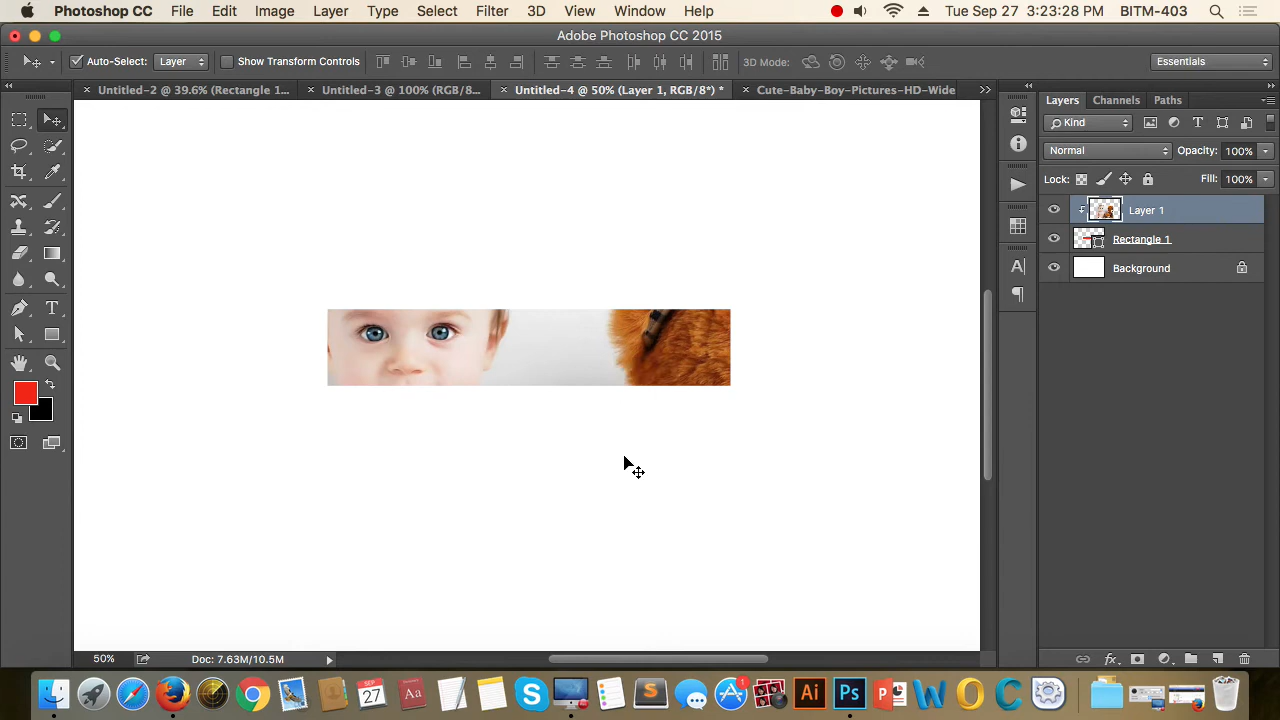 Photoshop CC File Edit Image Layer Type Select Filter 3D View Window Help Tue Sep 27 3:23:28 PM BITM-403
Adobe Photoshop CC 2015
Auto-Select: Layer Show Transform Controls 3D Mode: Essentials
Untitled-2 @ 39.6% (Rectangle 1... Untitled-3 @ 100% (RGB/8... Untitled-4 @ 50% (Layer 1, RGB/8*) * Cute-Baby-Boy-Pictures-HD-Wide
Layers Channels Paths
Kind
Normal Opacity: 100%
Lock: Fill: 100%
Layer 1
Rectangle 1
Background
50% Doc: 7.63M/10.5M